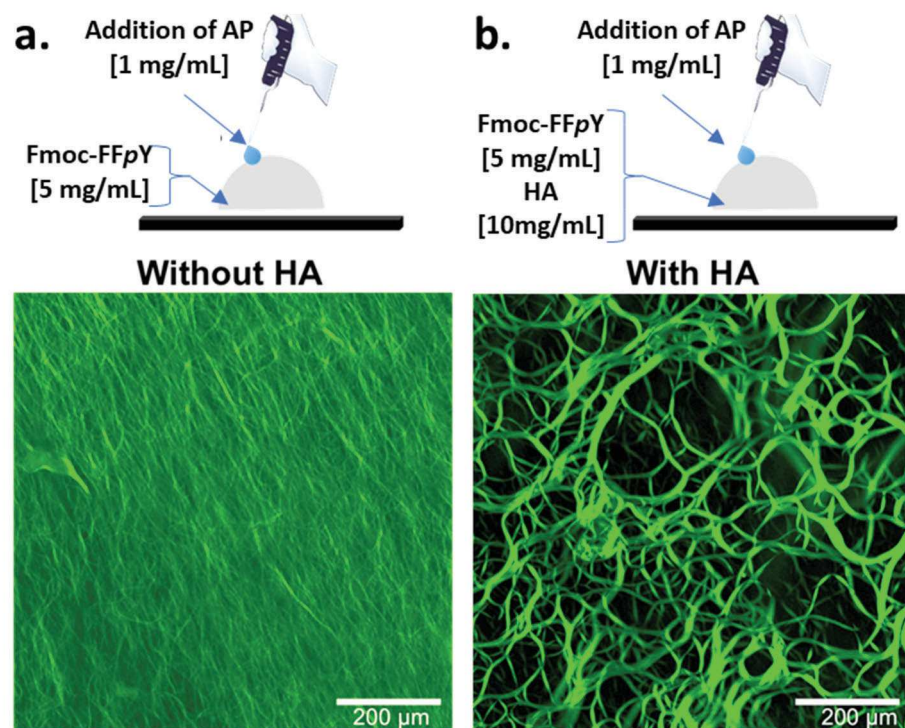 a.
Addition of AP
[1 mg/mL]
Fmoc-FFpY
[5 mg/mL]
Without HA
200 µm
b.
Addition of AP
[1 mg/mL]
Fmoc-FFpY
[5 mg/mL]
HA
[10mg/mL]
With HA
200 µm